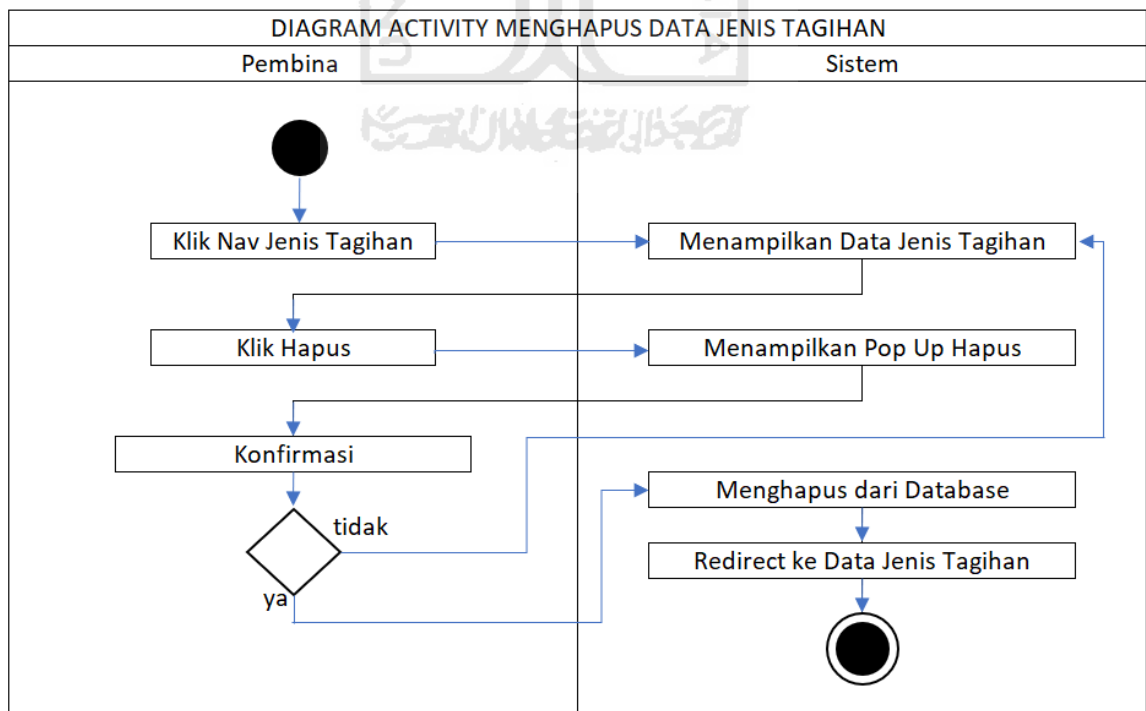 DIAGRAM ACTIVITY MENGHAPUS DATA JENIS TAGIHAN
Pembina
Sistem
Klik Nav Jenis Tagihan
Menampilkan Data Jenis Tagihan
Klik Hapus
Menampilkan Pop Up Hapus
Konfirmasi
Menghapus dari Database
tidak
Redirect ke Data Jenis Tagihan
ya